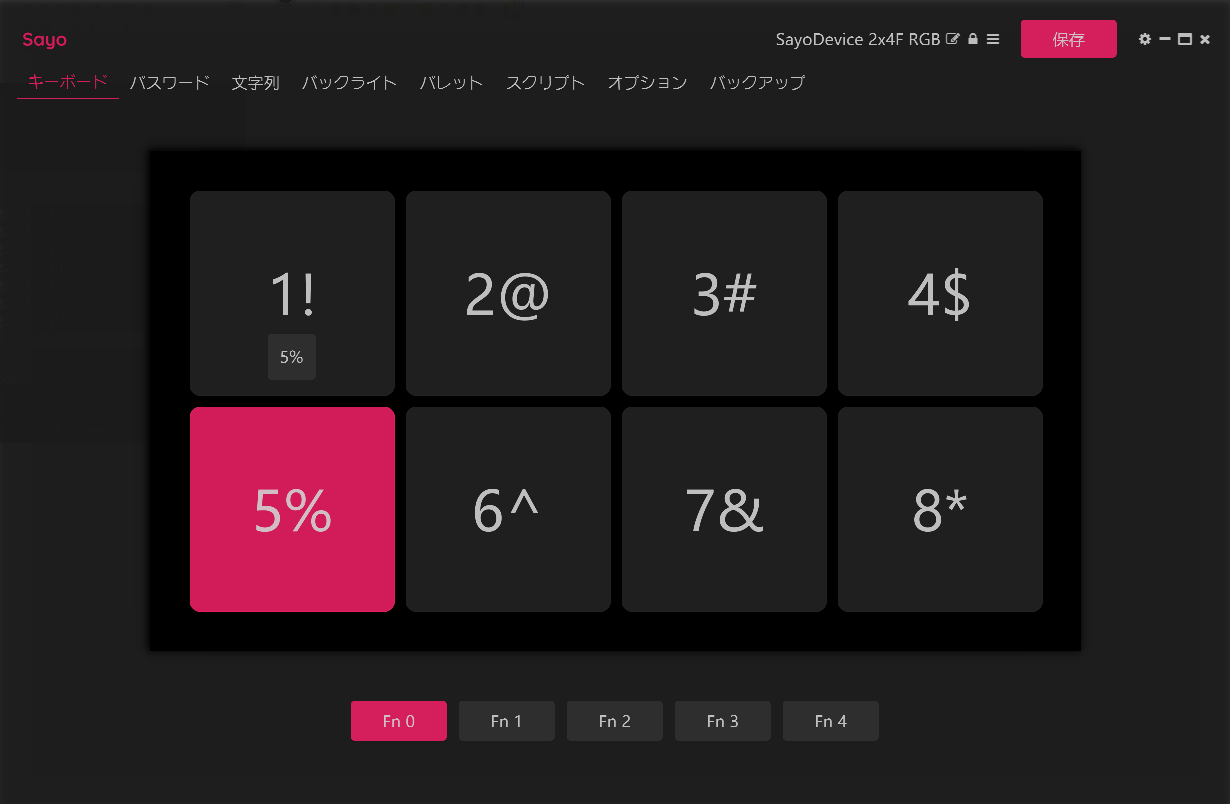 Sayo
SayoDevice 2x4F RGB
保存
キーボード パスワード 文字列 バックライト パレット スクリプト オプション バックアップ
1! 2@ 3# 4$
5%
5% 6^ 7& 8*
Fn 0 Fn 1 Fn 2 Fn 3 Fn 4